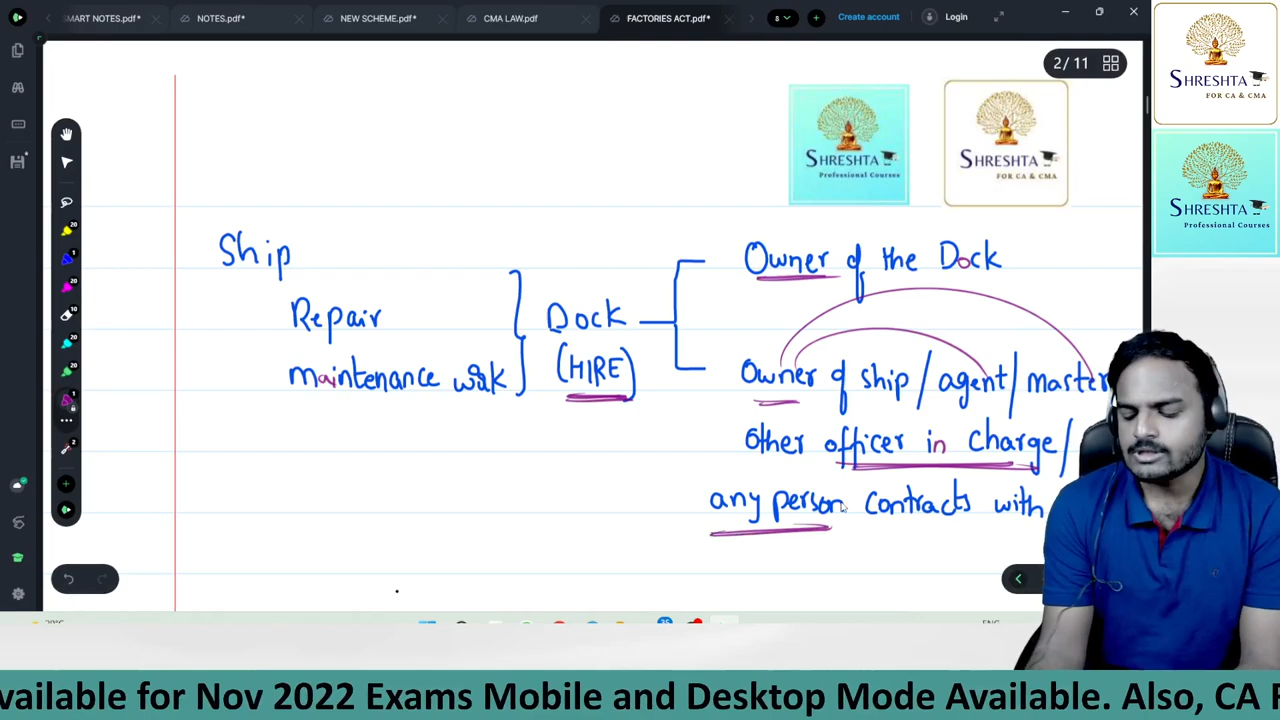 SMART NOTES.pdf* NOTES.pdf* NEW SCHEME.pdf* CMA LAW.pdf FACTORIES ACT.pdf* 8 Create account Login
2/11
SHRESHTA
Professional Courses
SHRESHTA
FOR CA & CMA
SHRESHTA
FOR CA & CMA
SHRESHTA
Professional Courses
Ship
Repair
maintenance work
Dock
(HIRE)
Owner of the Dock
Owner of ship / agent / master
other officer in charge /
any person contracts with
ENG
vailable for Nov 2022 Exams Mobile and Desktop Mode Available. Also, CA